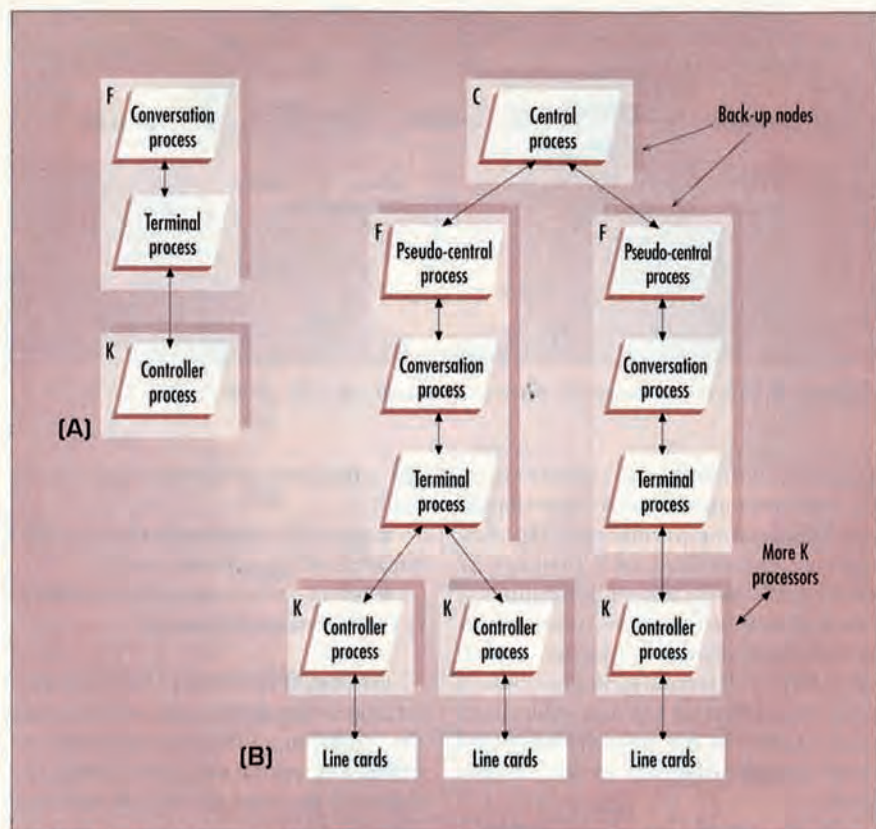 F
Conversation
process
Terminal
process
K
Controller
process
(A)
C
Central
process
Back-up nodes
F
Pseudo-central
process
Conversation
process
Terminal
process
F
Pseudo-central
process
Conversation
process
Terminal
process
More K
processors
K
Controller
process
K
Controller
process
K
Controller
process
(B)
Line cards
Line cards
Line cards